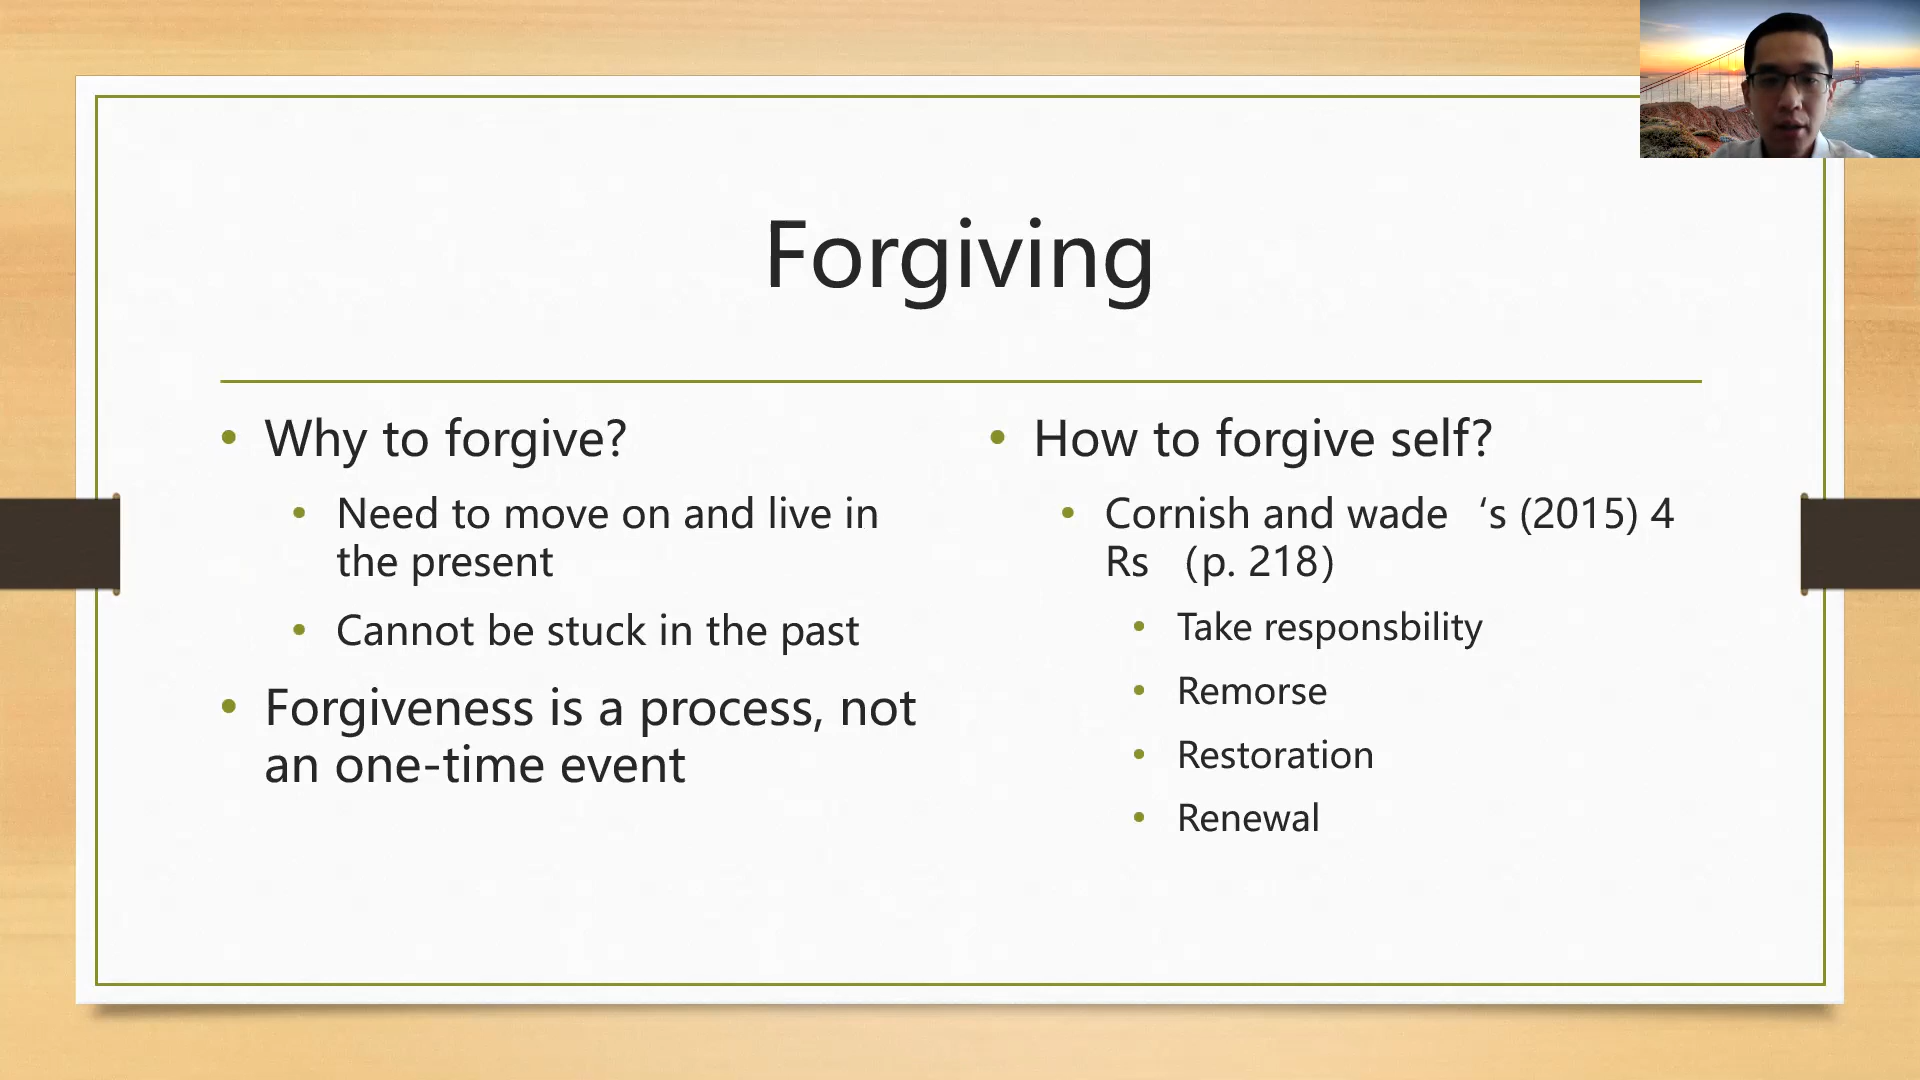 Forgiving
• Why to forgive?
• Need to move on and live in
the present
• Cannot be stuck in the past
• Forgiveness is a process, not
an one-time event
• How to forgive self?
• Cornish and wade ‘s (2015) 4
Rs (p. 218)
• Take responsbility
• Remorse
• Restoration
• Renewal